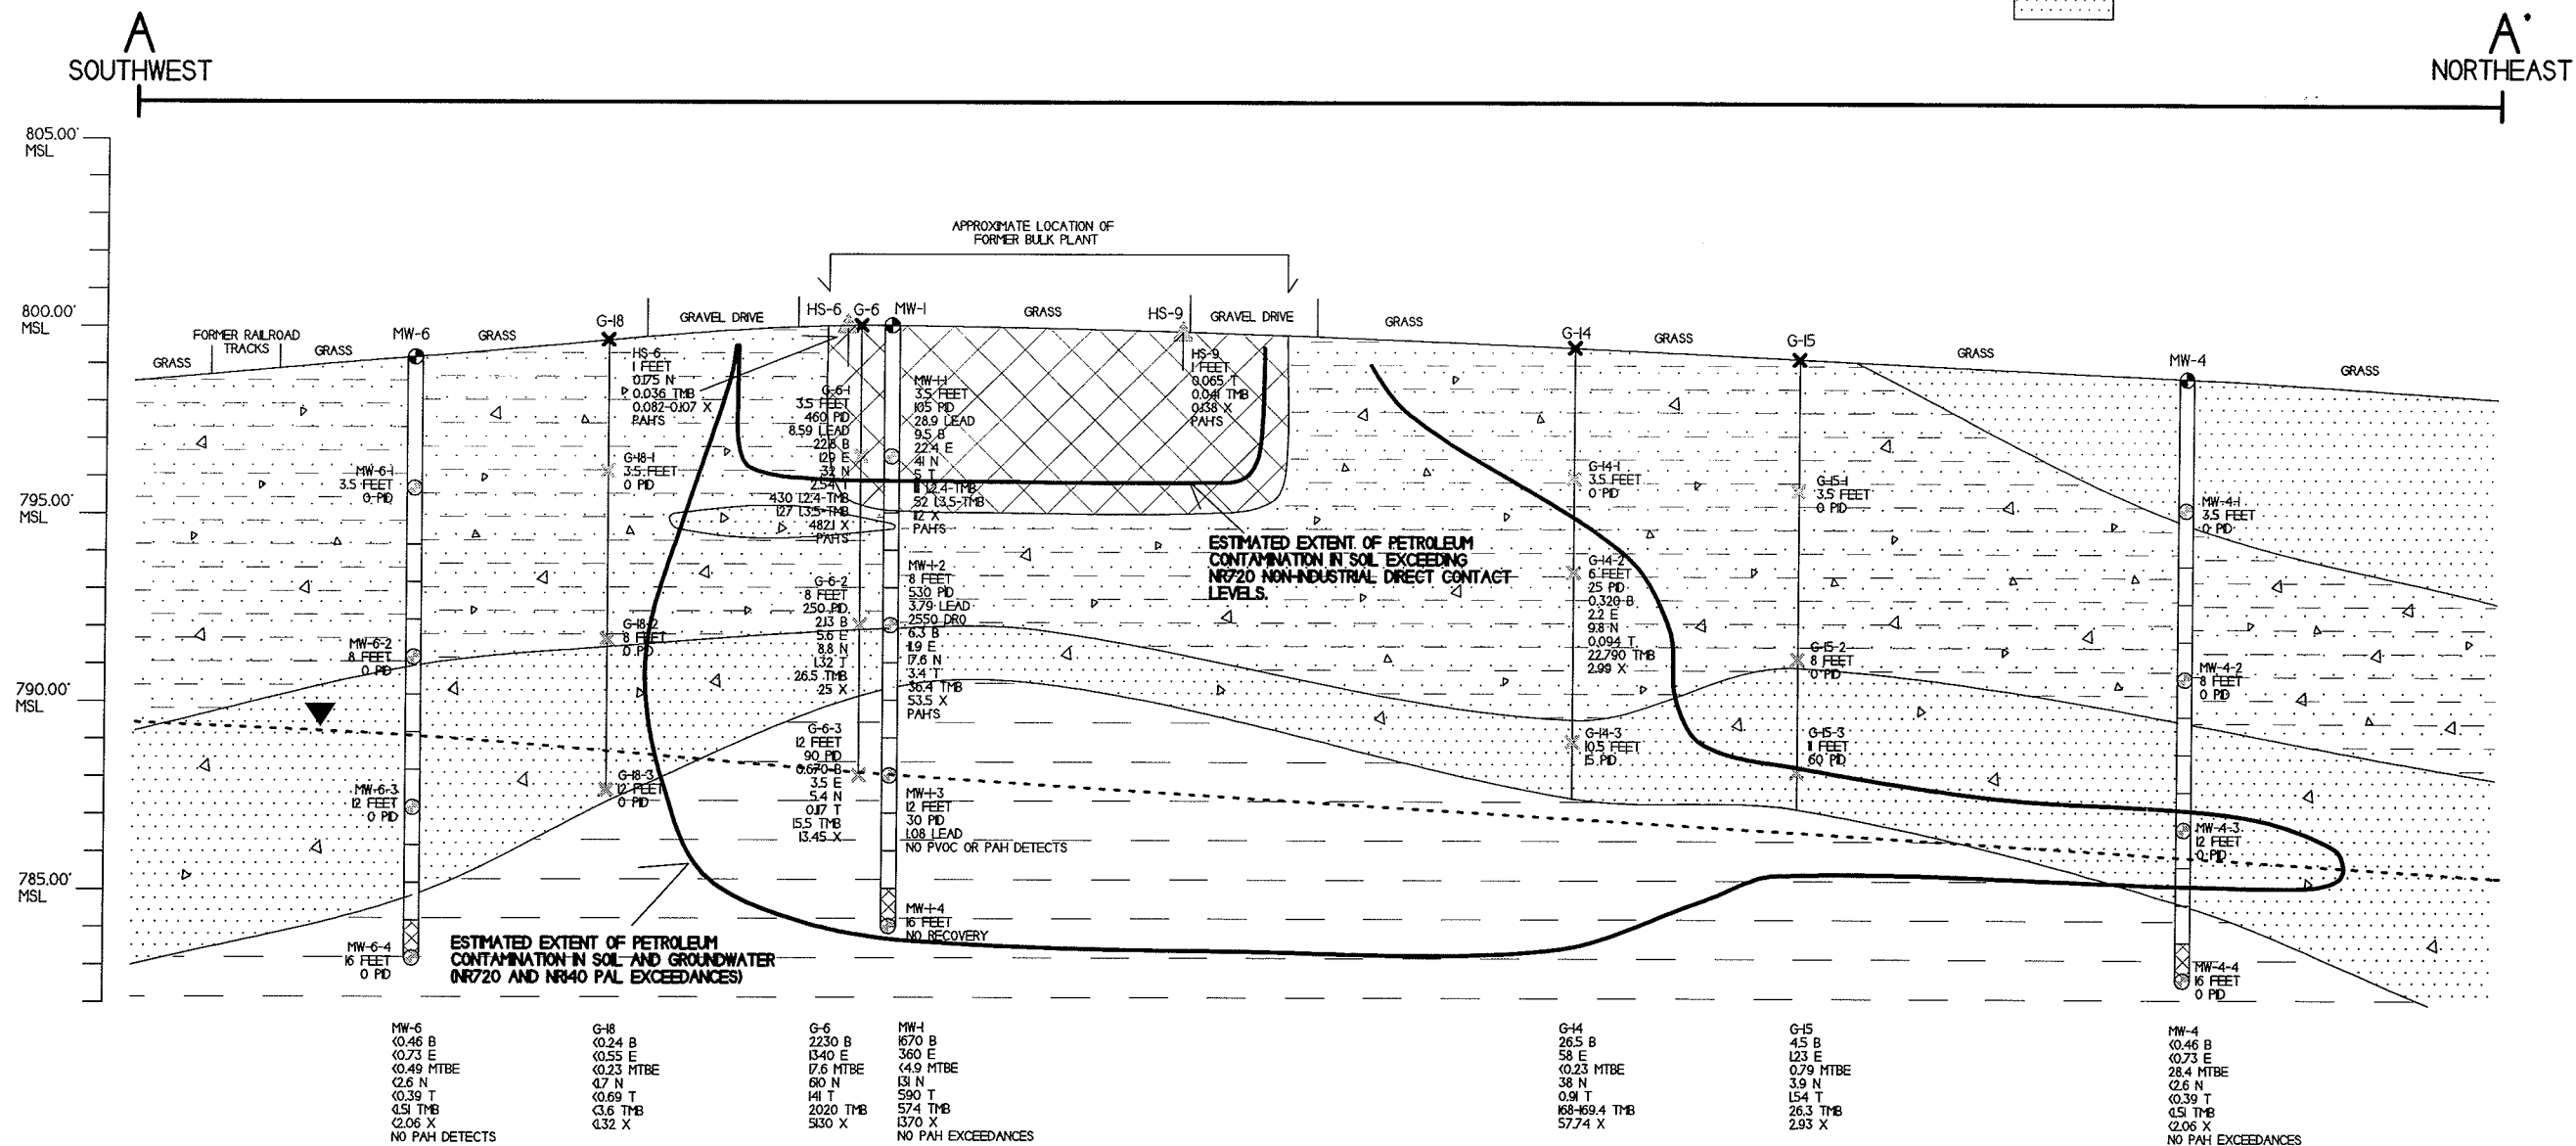 A
SOUTHWEST
A'
NORTHEAST
805.00'
MSL
800.00'
MSL
795.00'
MSL
790.00'
MSL
785.00'
MSL
APPROXIMATE LOCATION OF
FORMER BULK PLANT
GRASS
FORMER RAILROAD
TRACKS
GRASS
MW-6
GRASS
G-18
GRAVEL DRIVE
HS-6
G-6
MW-1
GRASS
HS-9
GRAVEL DRIVE
GRASS
G-14
GRASS
G-15
GRASS
MW-4
GRASS
MW-6-1
3.5 FEET
0 PID
MW-6-2
8 FEET
0 PID
MW-6-3
12 FEET
0 PID
MW-6-4
16 FEET
0 PID
HS-6
1 FEET
0.175 N
0.036 TMB
0.082-0.107 X
PAH'S
G-18-1
3.5 FEET
0 PID
G-18-2
8 FEET
0 PID
G-18-3
12 FEET
0 PID
G-6-1
3.5 FEET
460 PID
8.59 LEAD
22.8 B
129 E
32 N
2.54 T
430 1,2,4-TMB
127 1,3,5-TMB
482.1 X
PAH'S
G-6-2
8 FEET
250 PID
2.13 B
5.6 E
8.8 N
1.32 T
26.5 TMB
25 X
G-6-3
12 FEET
90 PID
0.670 B
3.5 E
5.4 N
0.17 T
15.5 TMB
13.45 X
MW-1-1
3.5 FEET
105 PID
28.9 LEAD
9.5 B
22.4 E
41 N
5 T
111 1,2,4-TMB
52 1,3,5-TMB
112 X
PAH'S
MW-1-2
8 FEET
530 PID
3.79 LEAD
2550 DRO
6.3 B
1.19 E
17.6 N
3.4 T
36.4 TMB
53.5 X
PAH'S
MW-1-3
12 FEET
30 PID
1.08 LEAD
NO PVOC OR PAH DETECTS
MW-1-4
16 FEET
NO RECOVERY
HS-9
1 FEET
0.065 T
0.041 TMB
0.138 X
PAH'S
ESTIMATED EXTENT OF PETROLEUM
CONTAMINATION IN SOIL EXCEEDING
NR720 NON-INDUSTRIAL DIRECT CONTACT
LEVELS.
G-14-1
3.5 FEET
0 PID
G-14-2
6 FEET
25 PID
0.320 B
2.2 E
9.8 N
0.094 T
22.790 TMB
2.99 X
G-14-3
10.5 FEET
15 PID
G-15-1
3.5 FEET
0 PID
G-15-2
8 FEET
0 PID
G-15-3
11 FEET
60 PID
MW-4-1
3.5 FEET
0 PID
MW-4-2
8 FEET
0 PID
MW-4-3
12 FEET
0 PID
MW-4-4
16 FEET
0 PID
ESTIMATED EXTENT OF PETROLEUM
CONTAMINATION IN SOIL AND GROUNDWATER
(NR720 AND NR140 PAL EXCEEDANCES)
MW-6
<0.46 B
<0.73 E
<0.49 MTBE
<2.6 N
<0.39 T
<1.51 TMB
<2.06 X
NO PAH DETECTS
G-18
<0.24 B
<0.55 E
<0.23 MTBE
<1.7 N
<0.69 T
<3.6 TMB
<1.32 X
G-6
2230 B
1340 E
17.6 MTBE
610 N
141 T
2020 TMB
5130 X
MW-1
1670 B
360 E
<4.9 MTBE
131 N
590 T
574 TMB
1370 X
NO PAH EXCEEDANCES
G-14
26.5 B
58 E
<0.23 MTBE
38 N
0.91 T
168-169.4 TMB
57.74 X
G-15
4.5 B
1.23 E
0.79 MTBE
3.9 N
1.54 T
26.3 TMB
2.93 X
MW-4
<0.46 B
<0.73 E
28.4 MTBE
<2.6 N
<0.39 T
<1.51 TMB
<2.06 X
NO PAH EXCEEDANCES